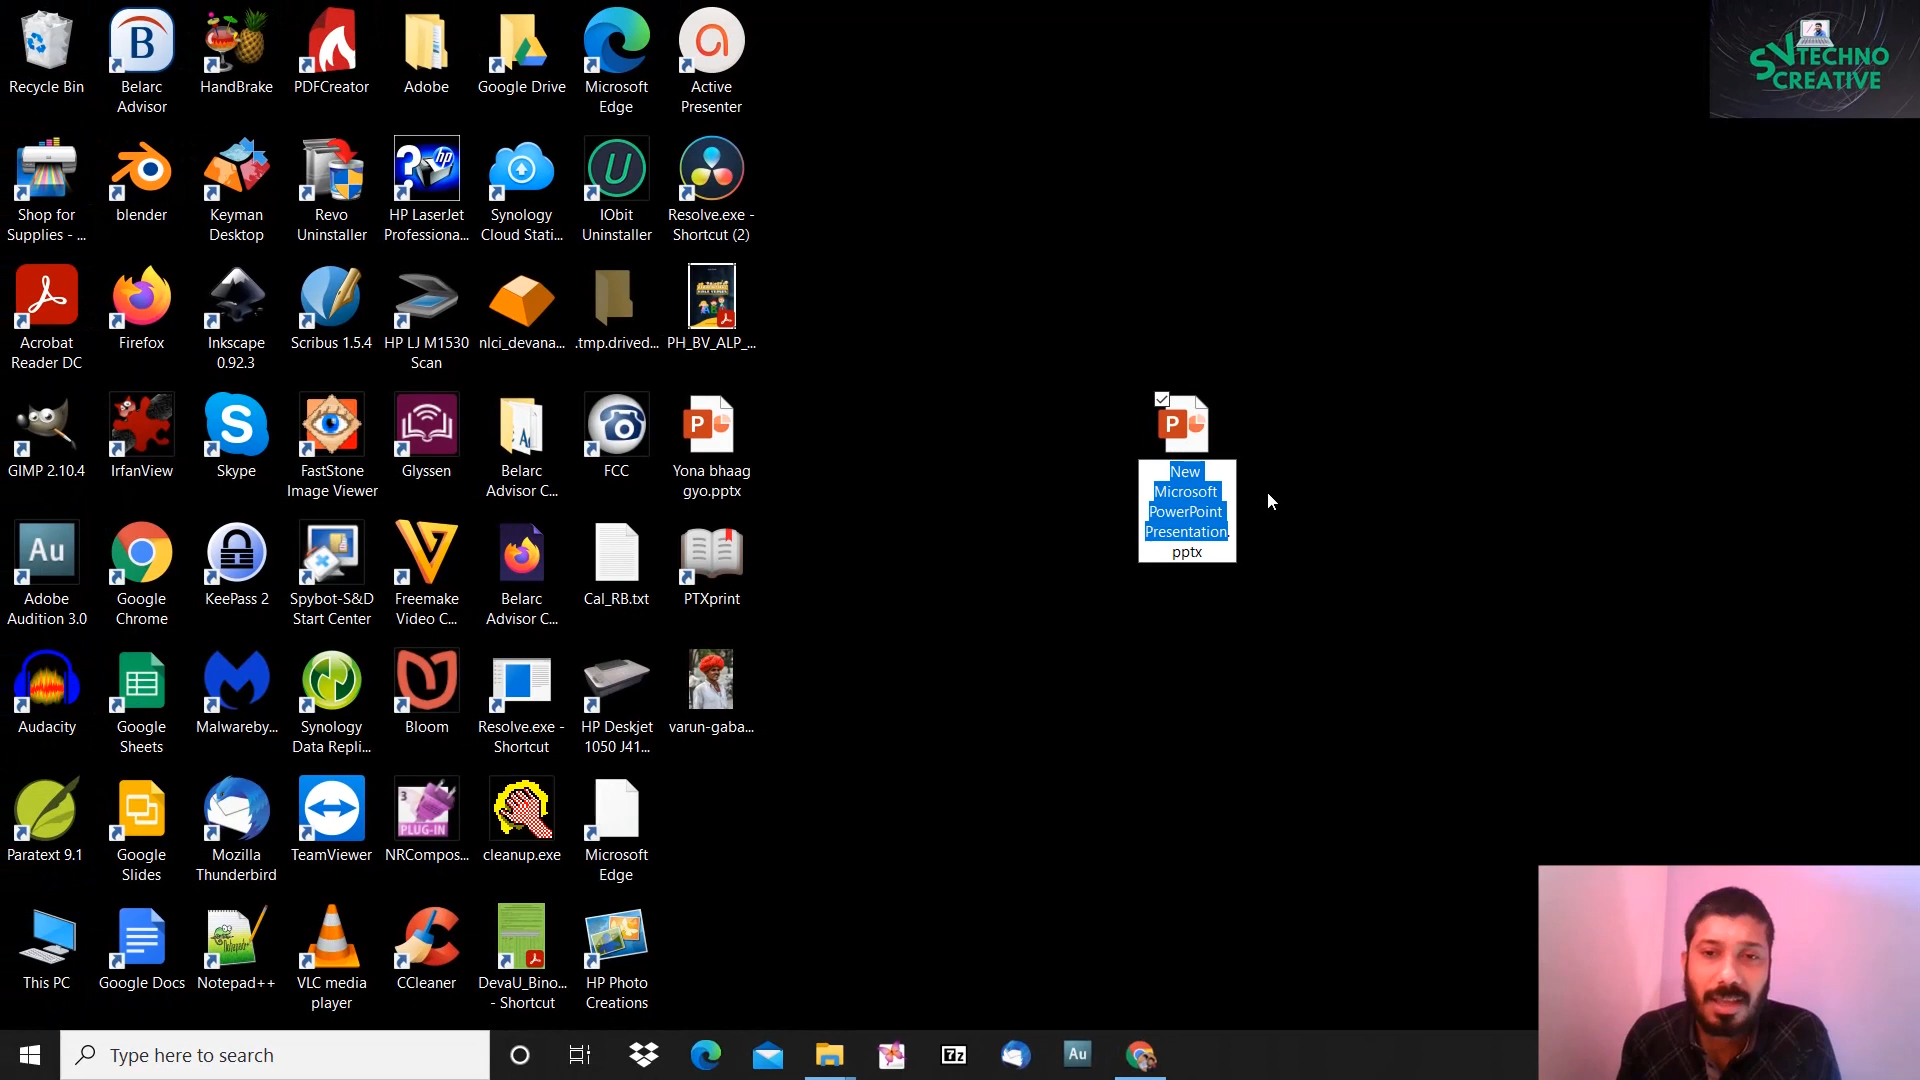 Recycle Bin
Belarc
Advisor
HandBrake
PDFCreator
Adobe
Google Drive
Microsoft
Edge
Active
Presenter
SV TECHNO
CREATIVE
Shop for
Supplies - ...
blender
Keyman
Desktop
Revo
Uninstaller
HP LaserJet
Professiona...
Synology
Cloud Stati...
IObit
Uninstaller
Resolve.exe -
Shortcut (2)
Acrobat
Reader DC
Firefox
Inkscape
0.92.3
Scribus 1.5.4
HP LJ M1530
Scan
nlci_devana...
.tmp.drived...
PH_BV_ALP_...
GIMP 2.10.4
IrfanView
Skype
FastStone
Image Viewer
Glyssen
Belarc
Advisor C...
FCC
Yona bhaag
gyo.pptx
New
Microsoft
PowerPoint
Presentation.
pptx
Adobe
Audition 3.0
Google
Chrome
KeePass 2
Spybot-S&D
Start Center
Freemake
Video C...
Belarc
Advisor C...
Cal_RB.txt
PTXprint
Audacity
Google
Sheets
Malwareby...
Synology
Data Repli...
Bloom
Resolve.exe -
Shortcut
HP Deskjet
1050 J41...
varun-gaba...
Paratext 9.1
Google
Slides
Mozilla
Thunderbird
TeamViewer
3
PLUG-IN
NRCompos...
cleanup.exe
Microsoft
Edge
This PC
Google Docs
Notepad++
VLC media
player
CCleaner
DevaU_Bino...
- Shortcut
HP Photo
Creations
Type here to search